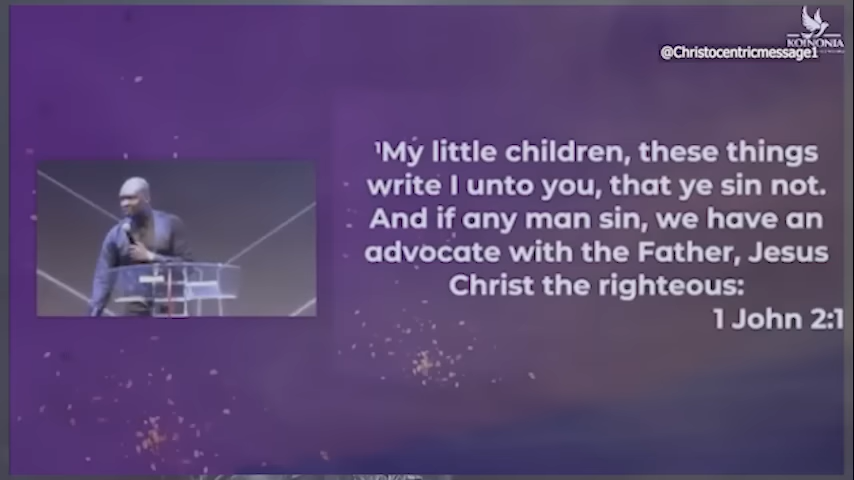 KOINONIA
@Christocentricmessage1
¹My little children, these things
write I unto you, that ye sin not.
And if any man sin, we have an
advocate with the Father, Jesus
Christ the righteous:
1 John 2:1